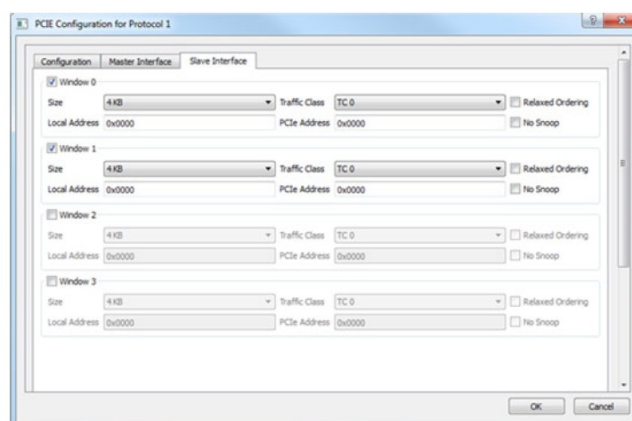 PCIE Configuration for Protocol 1
Configuration Master Interface Slave Interface
Window 0
Size 4 KB Traffic Class TC 0 Relaxed Ordering
Local Address 0x0000 PCIe Address 0x0000 No Snoop
Window 1
Size 4 KB Traffic Class TC 0 Relaxed Ordering
Local Address 0x0000 PCIe Address 0x0000 No Snoop
Window 2
Size 4 KB Traffic Class TC 0 Relaxed Ordering
Local Address 0x0000 PCIe Address 0x0000 No Snoop
Window 3
Size 4 KB Traffic Class TC 0 Relaxed Ordering
Local Address 0x0000 PCIe Address 0x0000 No Snoop
OK Cancel